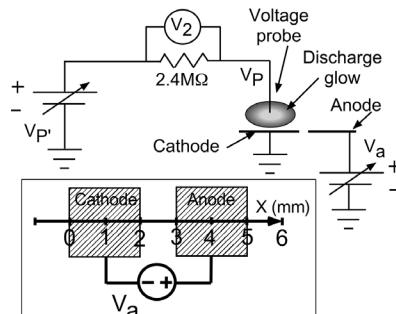 V2
Voltage
probe
2.4MΩ
VP
Discharge
glow
+
−
VP'
Cathode
Anode
Va
+
−
Cathode
Anode
X (mm)
0 1 2 3 4 5 6
− +
Va